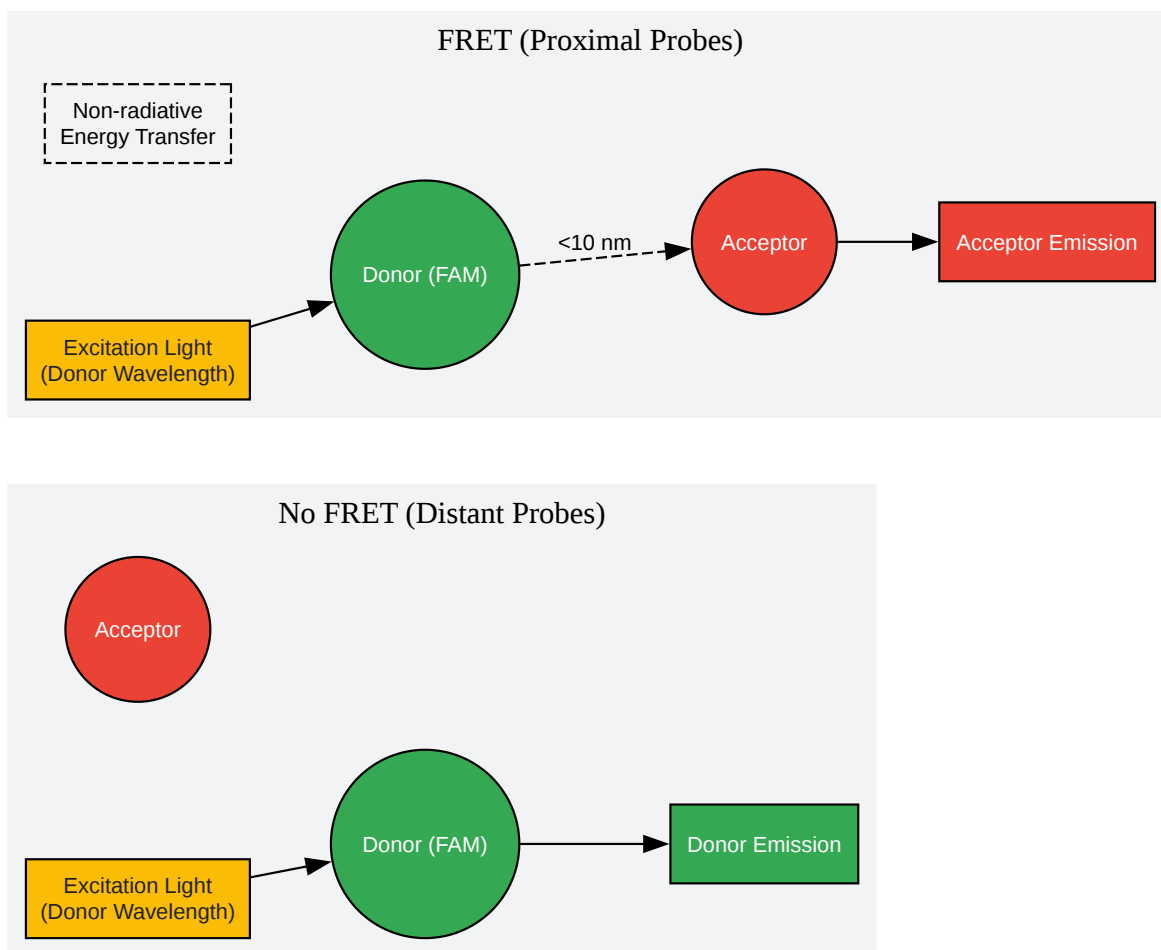 FRET (Proximal Probes)
Non-radiative
Energy Transfer
<10 nm
Donor (FAM)
Acceptor
Acceptor Emission
Excitation Light
(Donor Wavelength)
No FRET (Distant Probes)
Acceptor
Donor (FAM)
Donor Emission
Excitation Light
(Donor Wavelength)